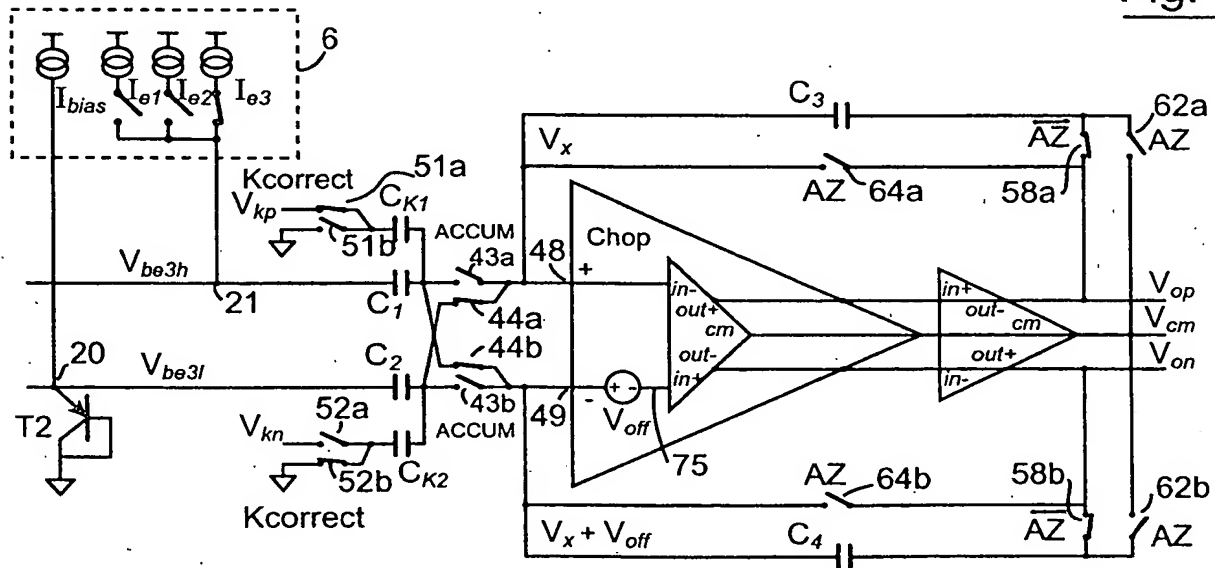 Fig.
6
I_bias
I_e1
I_e2
I_e3
C_3
62a
V_x
A̅Z̅
AZ
Kcorrect
51a
AZ
64a
58a
V_kp
C_K1
51b
ACCUM
48
Chop
V_be3h
43a
+
in-
in+
V_op
21
C_1
44a
out+
cm
out-
cm
V_cm
20
44b
out-
out+
V_on
V_be3l
C_2
in+
in-
52a
49
-
+ -
T2
V_kn
43b
V_off
ACCUM
75
52b
C_K2
AZ
64b
58b
62b
Kcorrect
A̅Z̅
AZ
V_x + V_off
C_4